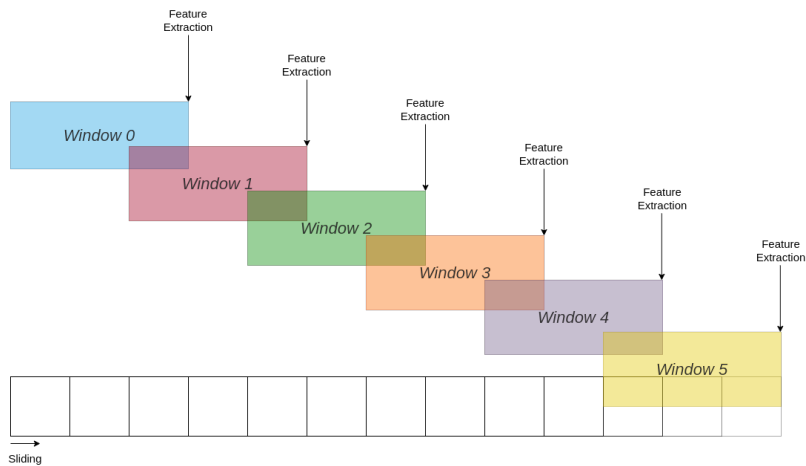 Feature
Extraction
Feature
Extraction
Feature
Extraction
Window 0
Feature
Extraction
Window 1
Feature
Extraction
Window 2
Feature
Extraction
Window 3
Window 4
Window 5
Sliding